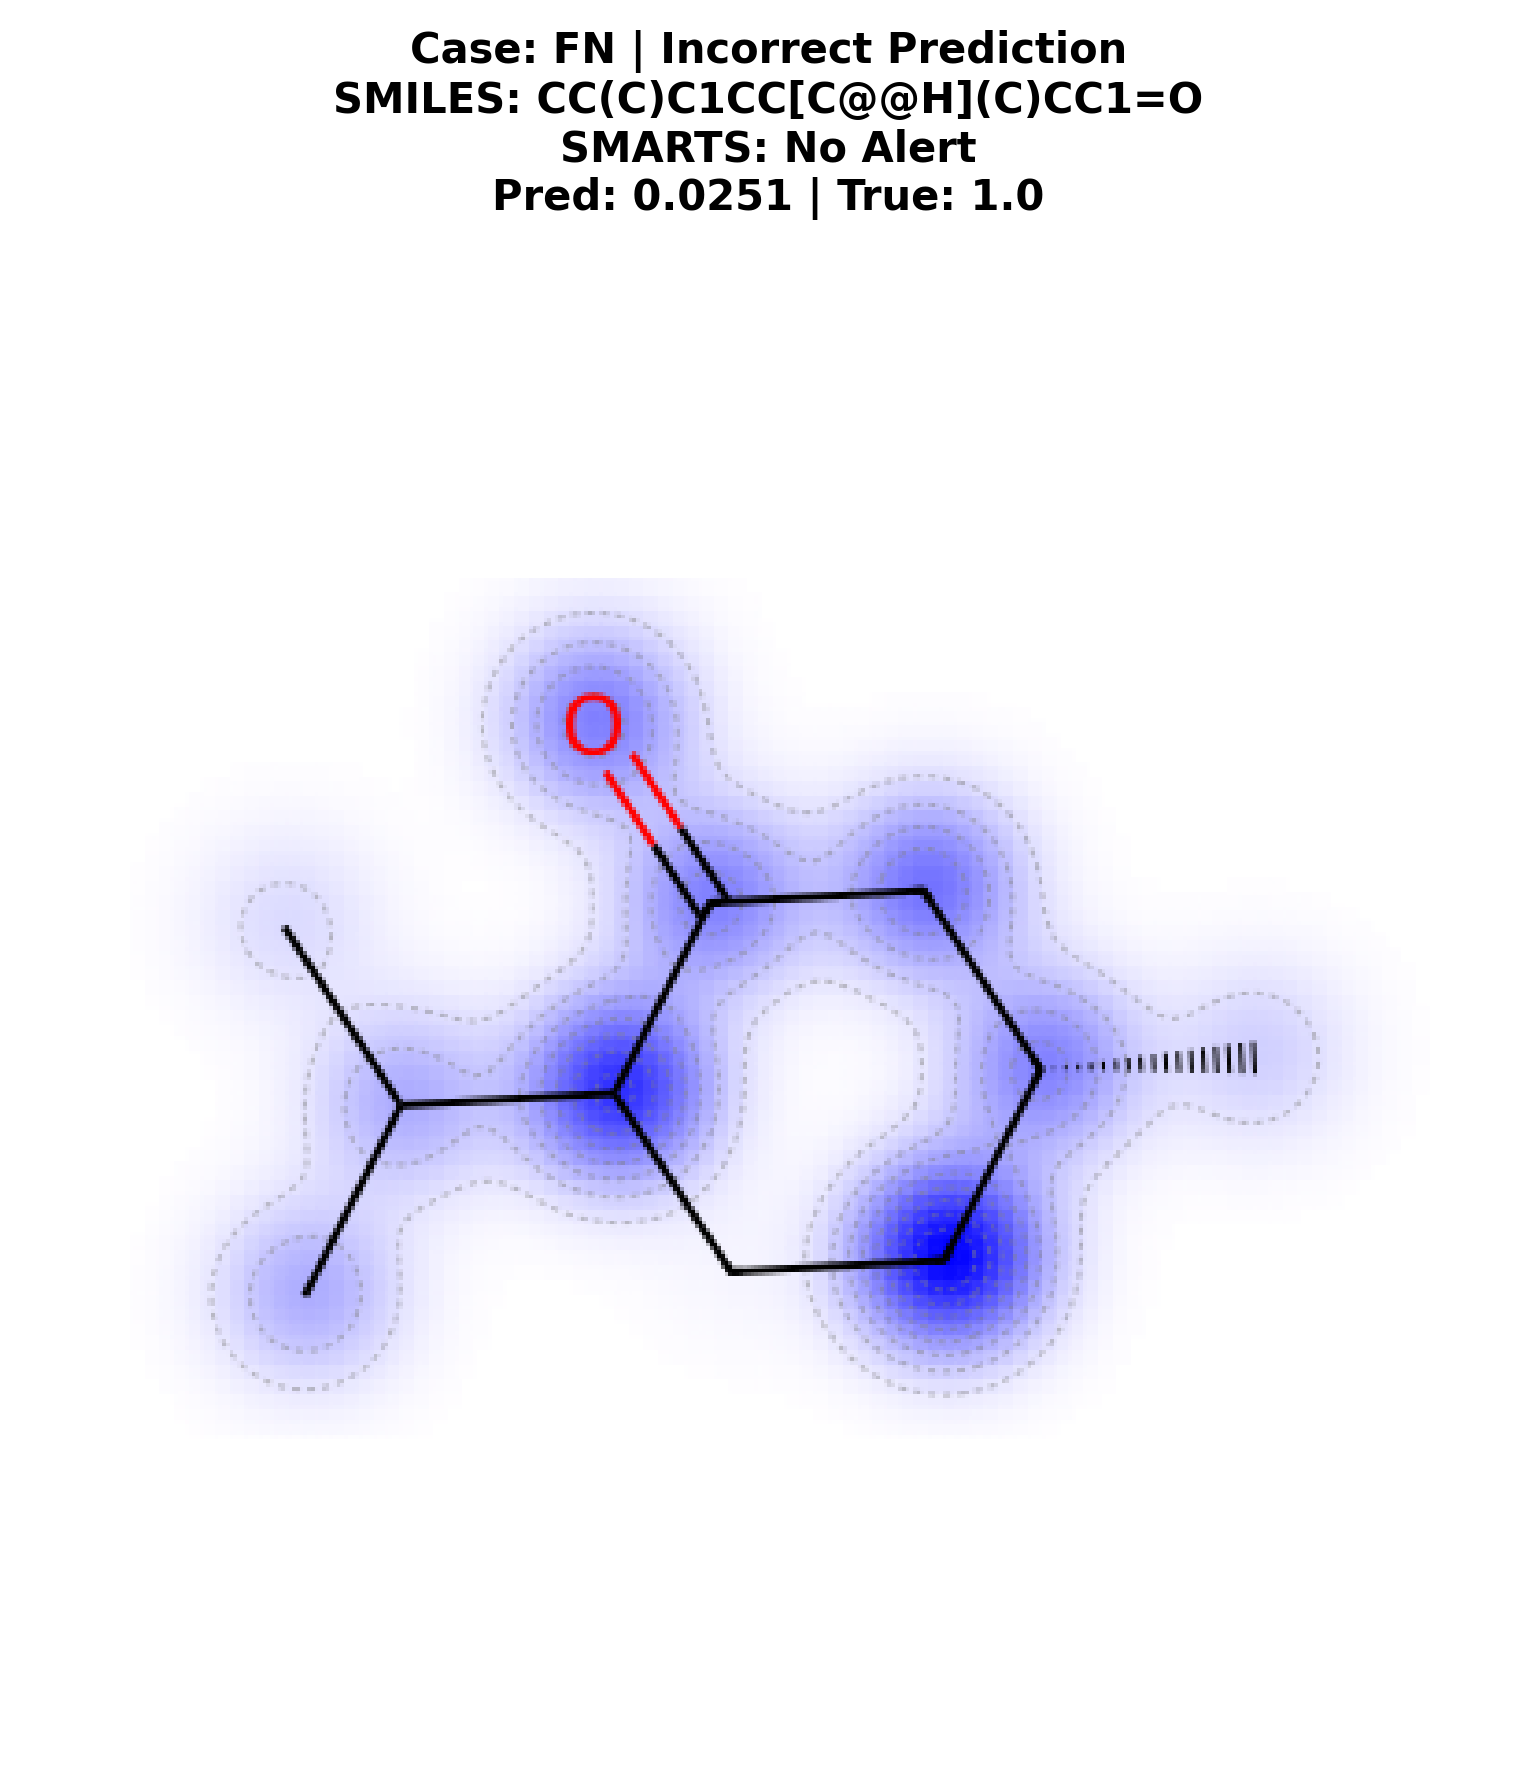 Case: FN | Incorrect Prediction
SMILES: CC(C)C1CC[C@@H](C)CC1=O
SMARTS: No Alert
Pred: 0.0251 | True: 1.0
O